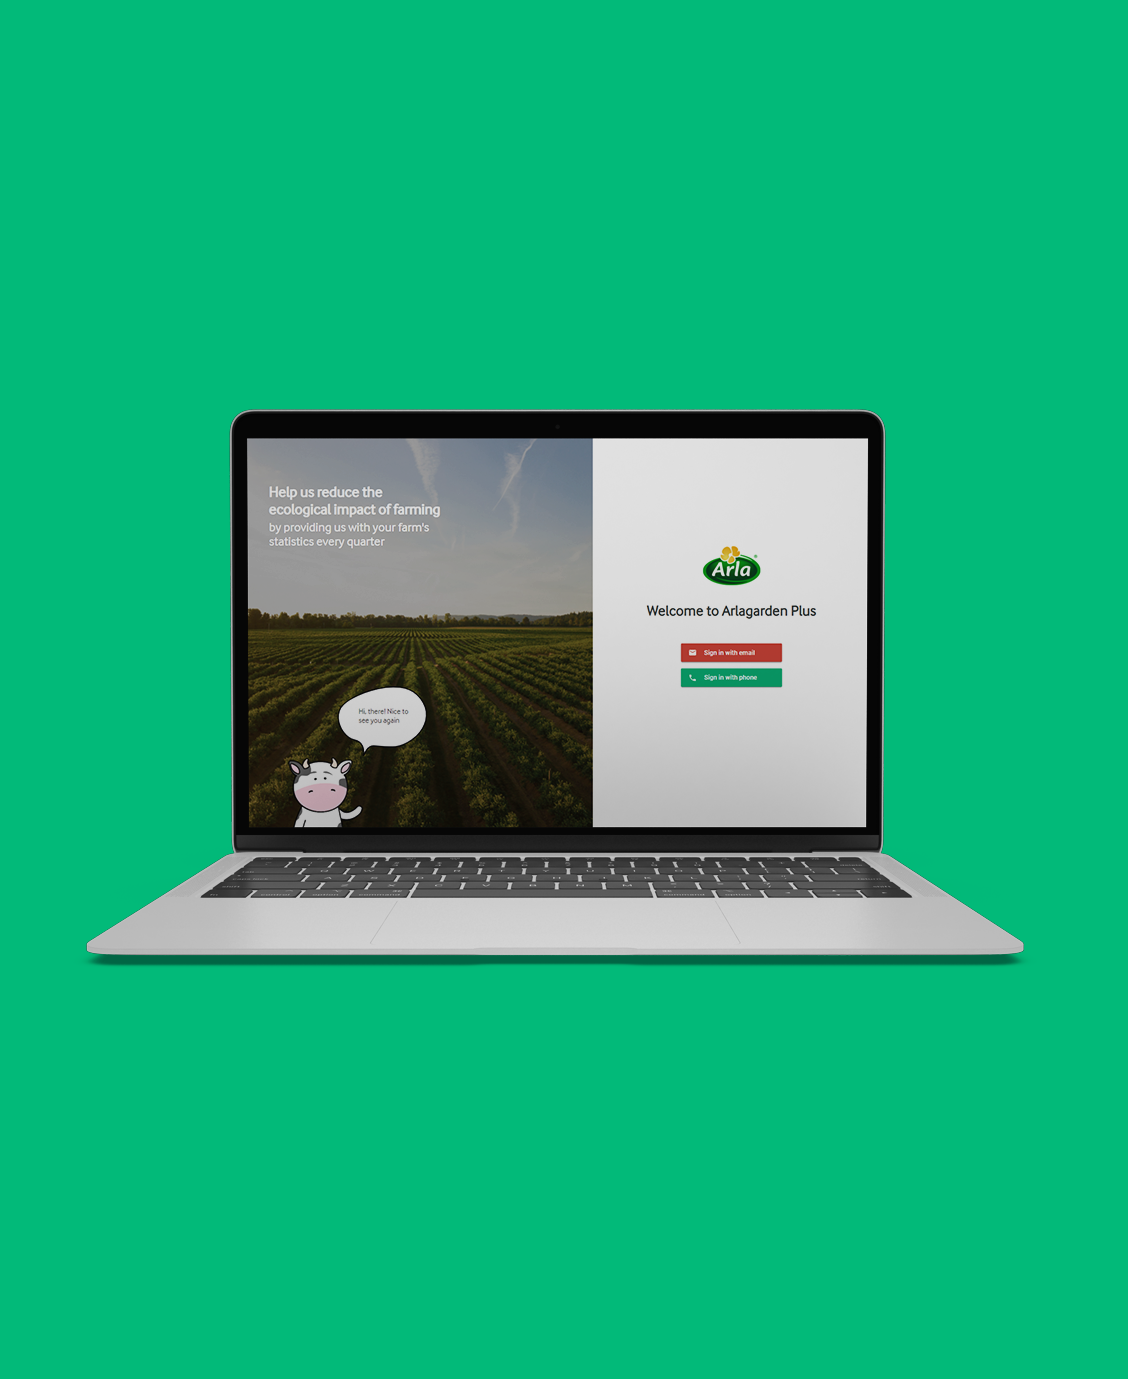 Help us reduce the
ecological impact of farming
by providing us with your farm's
statistics every quarter
Hi, there! Nice to
see you again
Arla
Welcome to Arlagarden Plus
Sign in with email
Sign in with phone